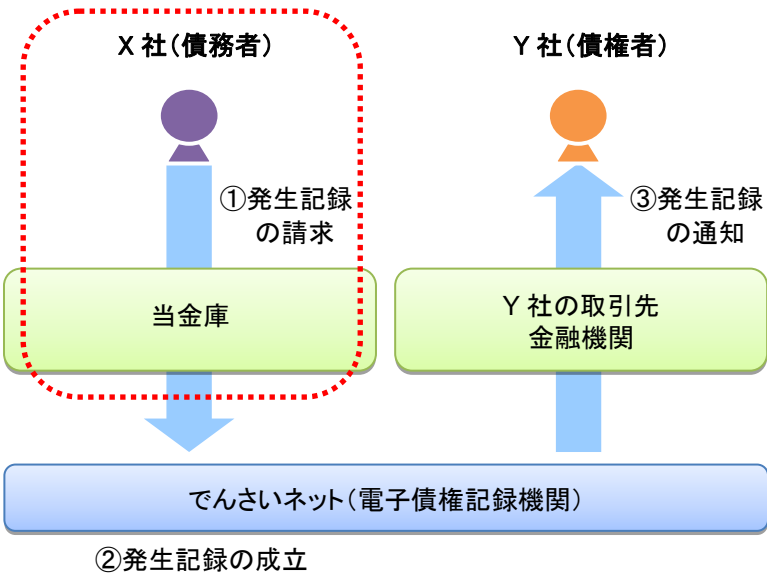 X社(債務者)
Y社(債権者)
①発生記録
の請求
③発生記録
の通知
当金庫
Y社の取引先
金融機関
でんさいネット(電子債権記録機関)
②発生記録の成立